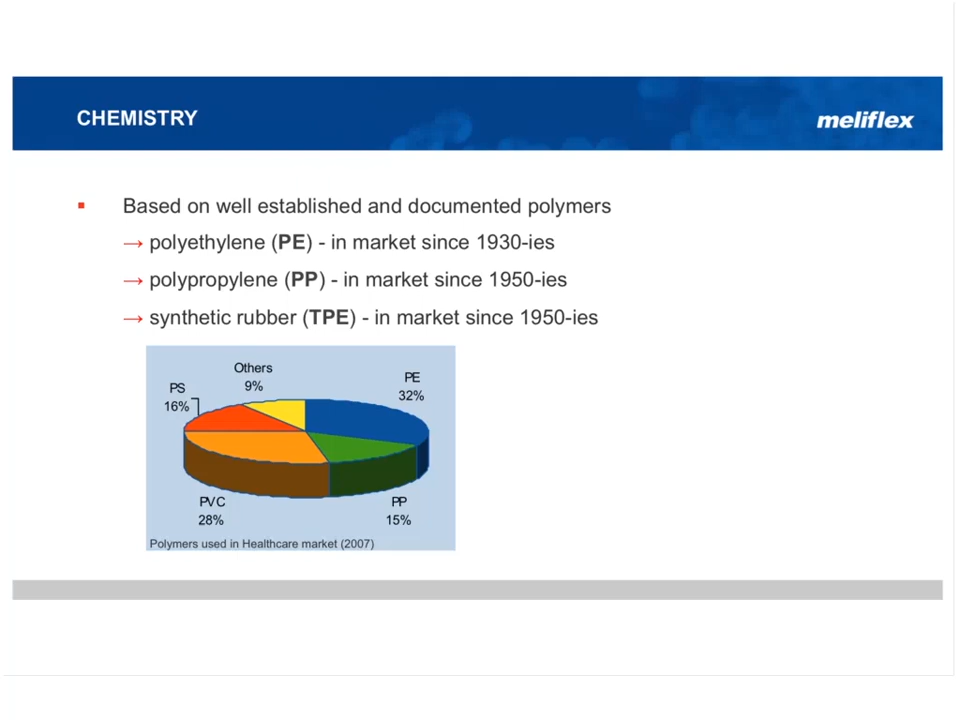 CHEMISTRY
meliflex
Based on well established and documented polymers
→ polyethylene (PE) - in market since 1930-ies
→ polypropylene (PP) - in market since 1950-ies
→ synthetic rubber (TPE) - in market since 1950-ies
Others
9%
PE
32%
PS
16%
PVC
28%
PP
15%
Polymers used in Healthcare market (2007)